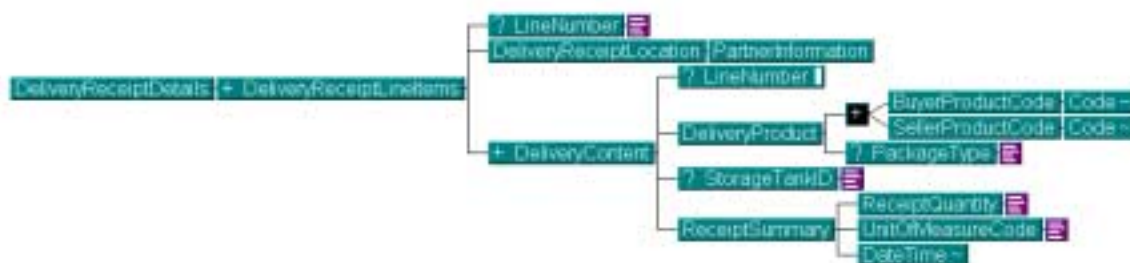 ? LineNumber
DeliveryReceiptLocation PartnerInformation
DeliveryReceiptDetails + DeliveryReceiptLineItems
? LineNumber
BuyerProductCode Code ~
+
DeliveryProduct
SellerProductCode Code ~
+ DeliveryContent
? PackageType
? StorageTankID
ReceiptQuantity
ReceiptSummary
UnitOfMeasureCode
DateTime ~